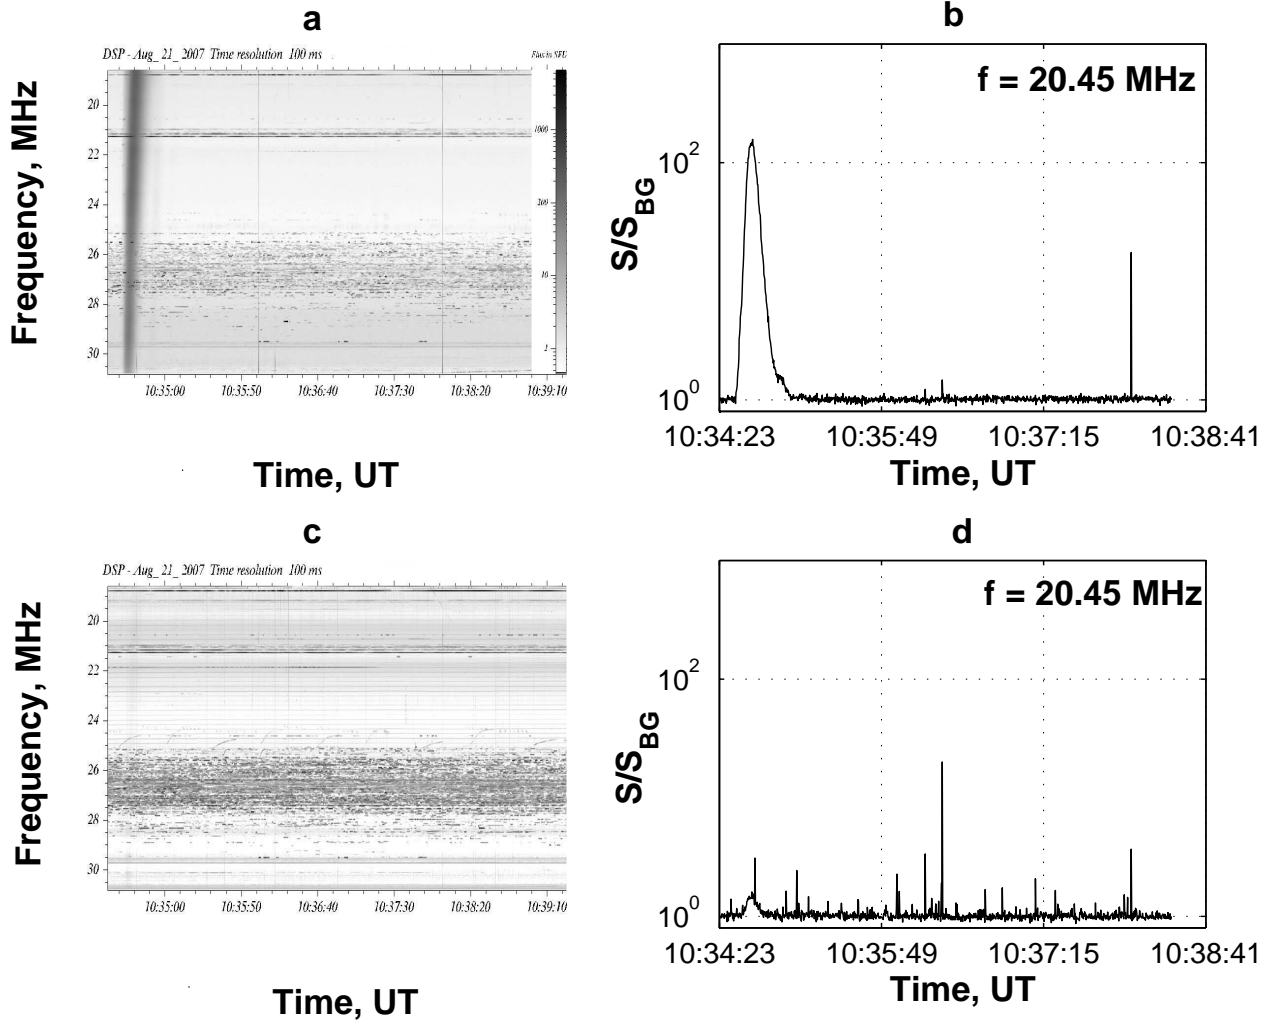 a
DSP - Aug_ 21_ 2007 Time resolution 100 ms
Flux in SFU
Frequency, MHz
20
22
24
26
28
30
1000
100
10
1
10:35:00 10:35:50 10:36:40 10:37:30 10:38:20 10:39:10
Time, UT
b
f = 20.45 MHz
S/S_BG
10^2
10^0
10:34:23 10:35:49 10:37:15 10:38:41
Time, UT
c
DSP - Aug_ 21_ 2007 Time resolution 100 ms
Frequency, MHz
20
22
24
26
28
30
10:35:00 10:35:50 10:36:40 10:37:30 10:38:20 10:39:10
Time, UT
d
f = 20.45 MHz
S/S_BG
10^2
10^0
10:34:23 10:35:49 10:37:15 10:38:41
Time, UT